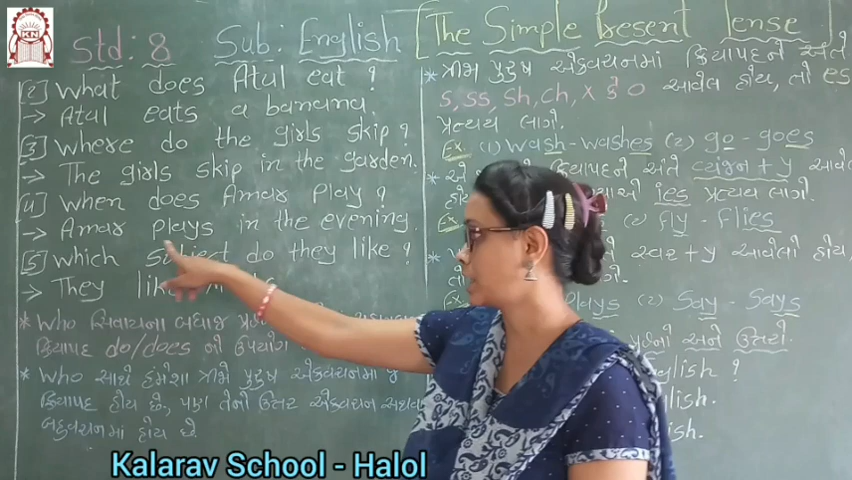 KN
Std: 8 Sub: English
[2] What does Atul eat ?
→ Atul eats a banana.
[3] Where do the girls skip ?
→ The girls skip in the garden.
[4] When does Amar play ?
→ Amar plays in the evening.
[5] Which subject do they like ?
→ They
* Who સિવાયના બધાજ
ક્રિયાપદ do/does નો ઉપયોગ
* Who સાથે હંમેશા ત્રીજો પુરુષ એકવચનમાં જ
ક્રિયાપદ હોય છે, પણ તેનો ઉત્તર એકવચન અથવા
બહુવચનમાં હોય છે
[The Simple Present Tense]
* ત્રીજા પુરુષ એકવચનમાં ક્રિયાપદને અંતે
s, ss, sh, ch, x કે o આવેલ હોય, તો es
પ્રત્યય લાગે.
Ex. (1) wash - washes (2) go - goes
ક્રિયાપદને અંતે વ્યંજન + y આવેલ
ies પ્રત્યય લાગે.
(2) fly - flies
સ્વર + y આવેલો હોય,
લાગે.
Plays (2) Say - Says
અને ઉત્તરો.
English ?
English.
Kalarav School - Halol